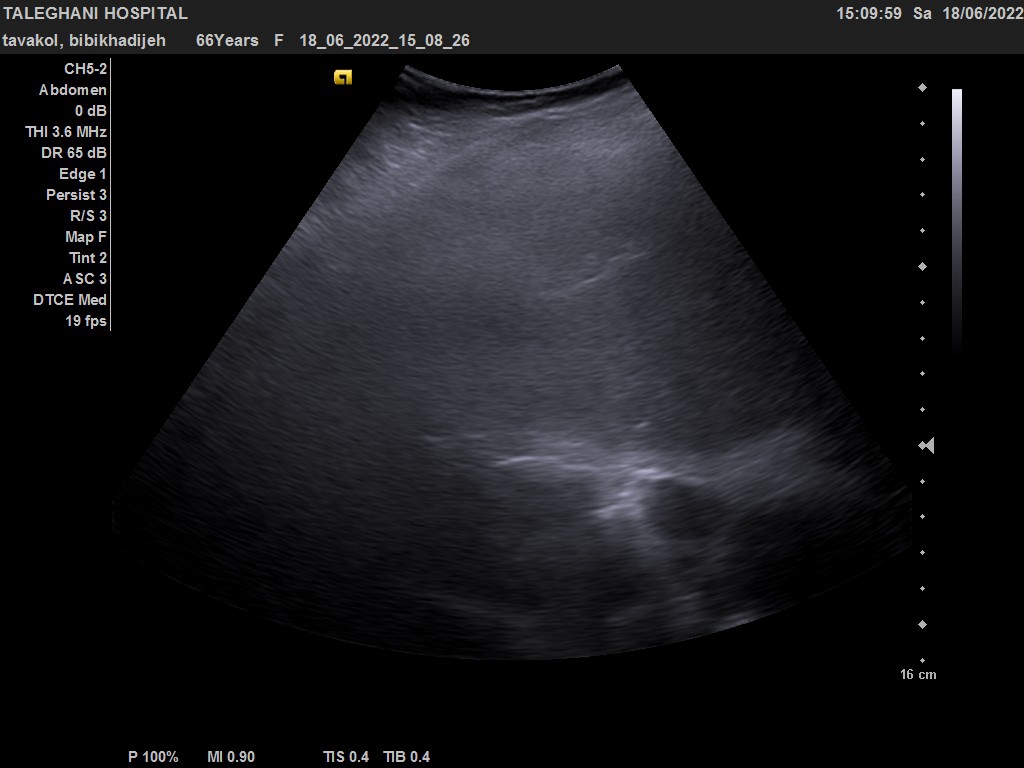 TALEGHANI HOSPITAL 15:09:59 Sa 18/06/2022
tavakol, bibikhadijeh 66Years F 18_06_2022_15_08_26
CH5-2
Abdomen
0 dB
THI 3.6 MHz
DR 65 dB
Edge 1
Persist 3
R/S 3
Map F
Tint 2
ASC 3
DTCE Med
19 fps
16 cm
P 100% MI 0.90 TIS 0.4 TIB 0.4